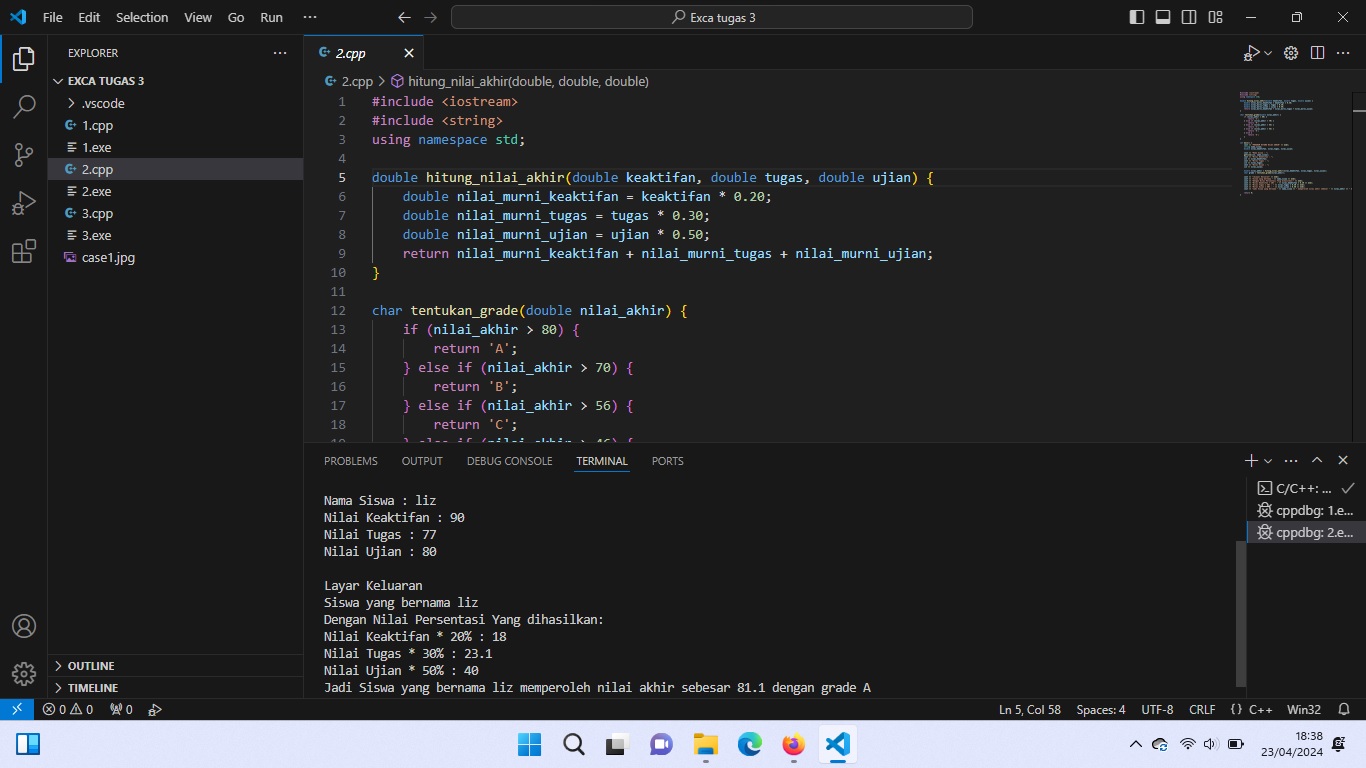 File Edit Selection View Go Run ···
Exca tugas 3
EXPLORER
EXCA TUGAS 3
.vscode
1.cpp
1.exe
2.cpp
2.exe
3.cpp
3.exe
case1.jpg
OUTLINE
TIMELINE
2.cpp
2.cpp > hitung_nilai_akhir(double, double, double)
1 #include <iostream>
2 #include <string>
3 using namespace std;
4
5 double hitung_nilai_akhir(double keaktifan, double tugas, double ujian) {
6 double nilai_murni_keaktifan = keaktifan * 0.20;
7 double nilai_murni_tugas = tugas * 0.30;
8 double nilai_murni_ujian = ujian * 0.50;
9 return nilai_murni_keaktifan + nilai_murni_tugas + nilai_murni_ujian;
10 }
11
12 char tentukan_grade(double nilai_akhir) {
13 if (nilai_akhir > 80) {
14 return 'A';
15 } else if (nilai_akhir > 70) {
16 return 'B';
17 } else if (nilai_akhir > 56) {
18 return 'C';
19 } else if (nilai_akhir > 46) {
PROBLEMS OUTPUT DEBUG CONSOLE TERMINAL PORTS
Nama Siswa : liz
Nilai Keaktifan : 90
Nilai Tugas : 77
Nilai Ujian : 80
Layar Keluaran
Siswa yang bernama liz
Dengan Nilai Persentasi Yang dihasilkan:
Nilai Keaktifan * 20% : 18
Nilai Tugas * 30% : 23.1
Nilai Ujian * 50% : 40
Jadi Siswa yang bernama liz memperoleh nilai akhir sebesar 81.1 dengan grade A
C/C++: ...
cppdbg: 1.e...
cppdbg: 2.e...
0 0 0
Ln 5, Col 58 Spaces: 4 UTF-8 CRLF {} C++ Win32
18:38
23/04/2024